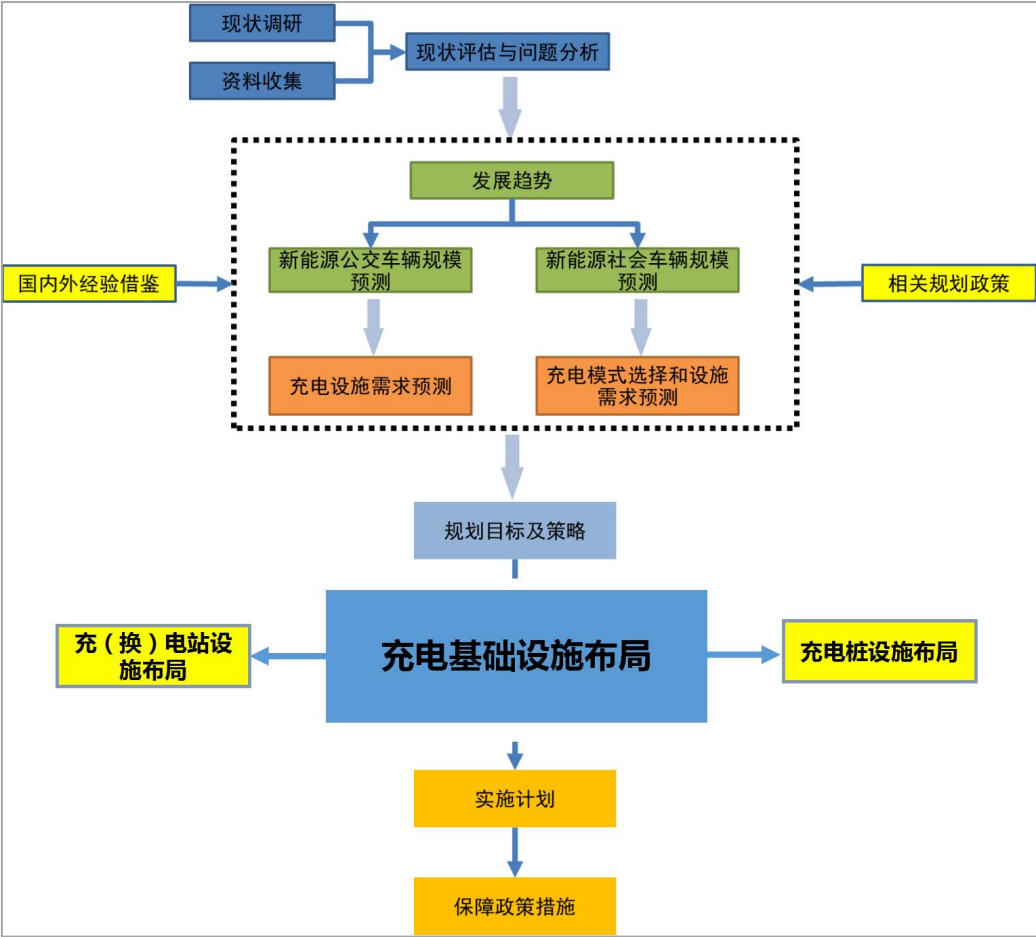 现状调研
资料收集
现状评估与问题分析
发展趋势
新能源公交车辆规模
预测
新能源社会车辆规模
预测
国内外经验借鉴
相关规划政策
充电设施需求预测
充电模式选择和设施
需求预测
规划目标及策略
充（换）电站设
施布局
充电基础设施布局
充电桩设施布局
实施计划
保障政策措施